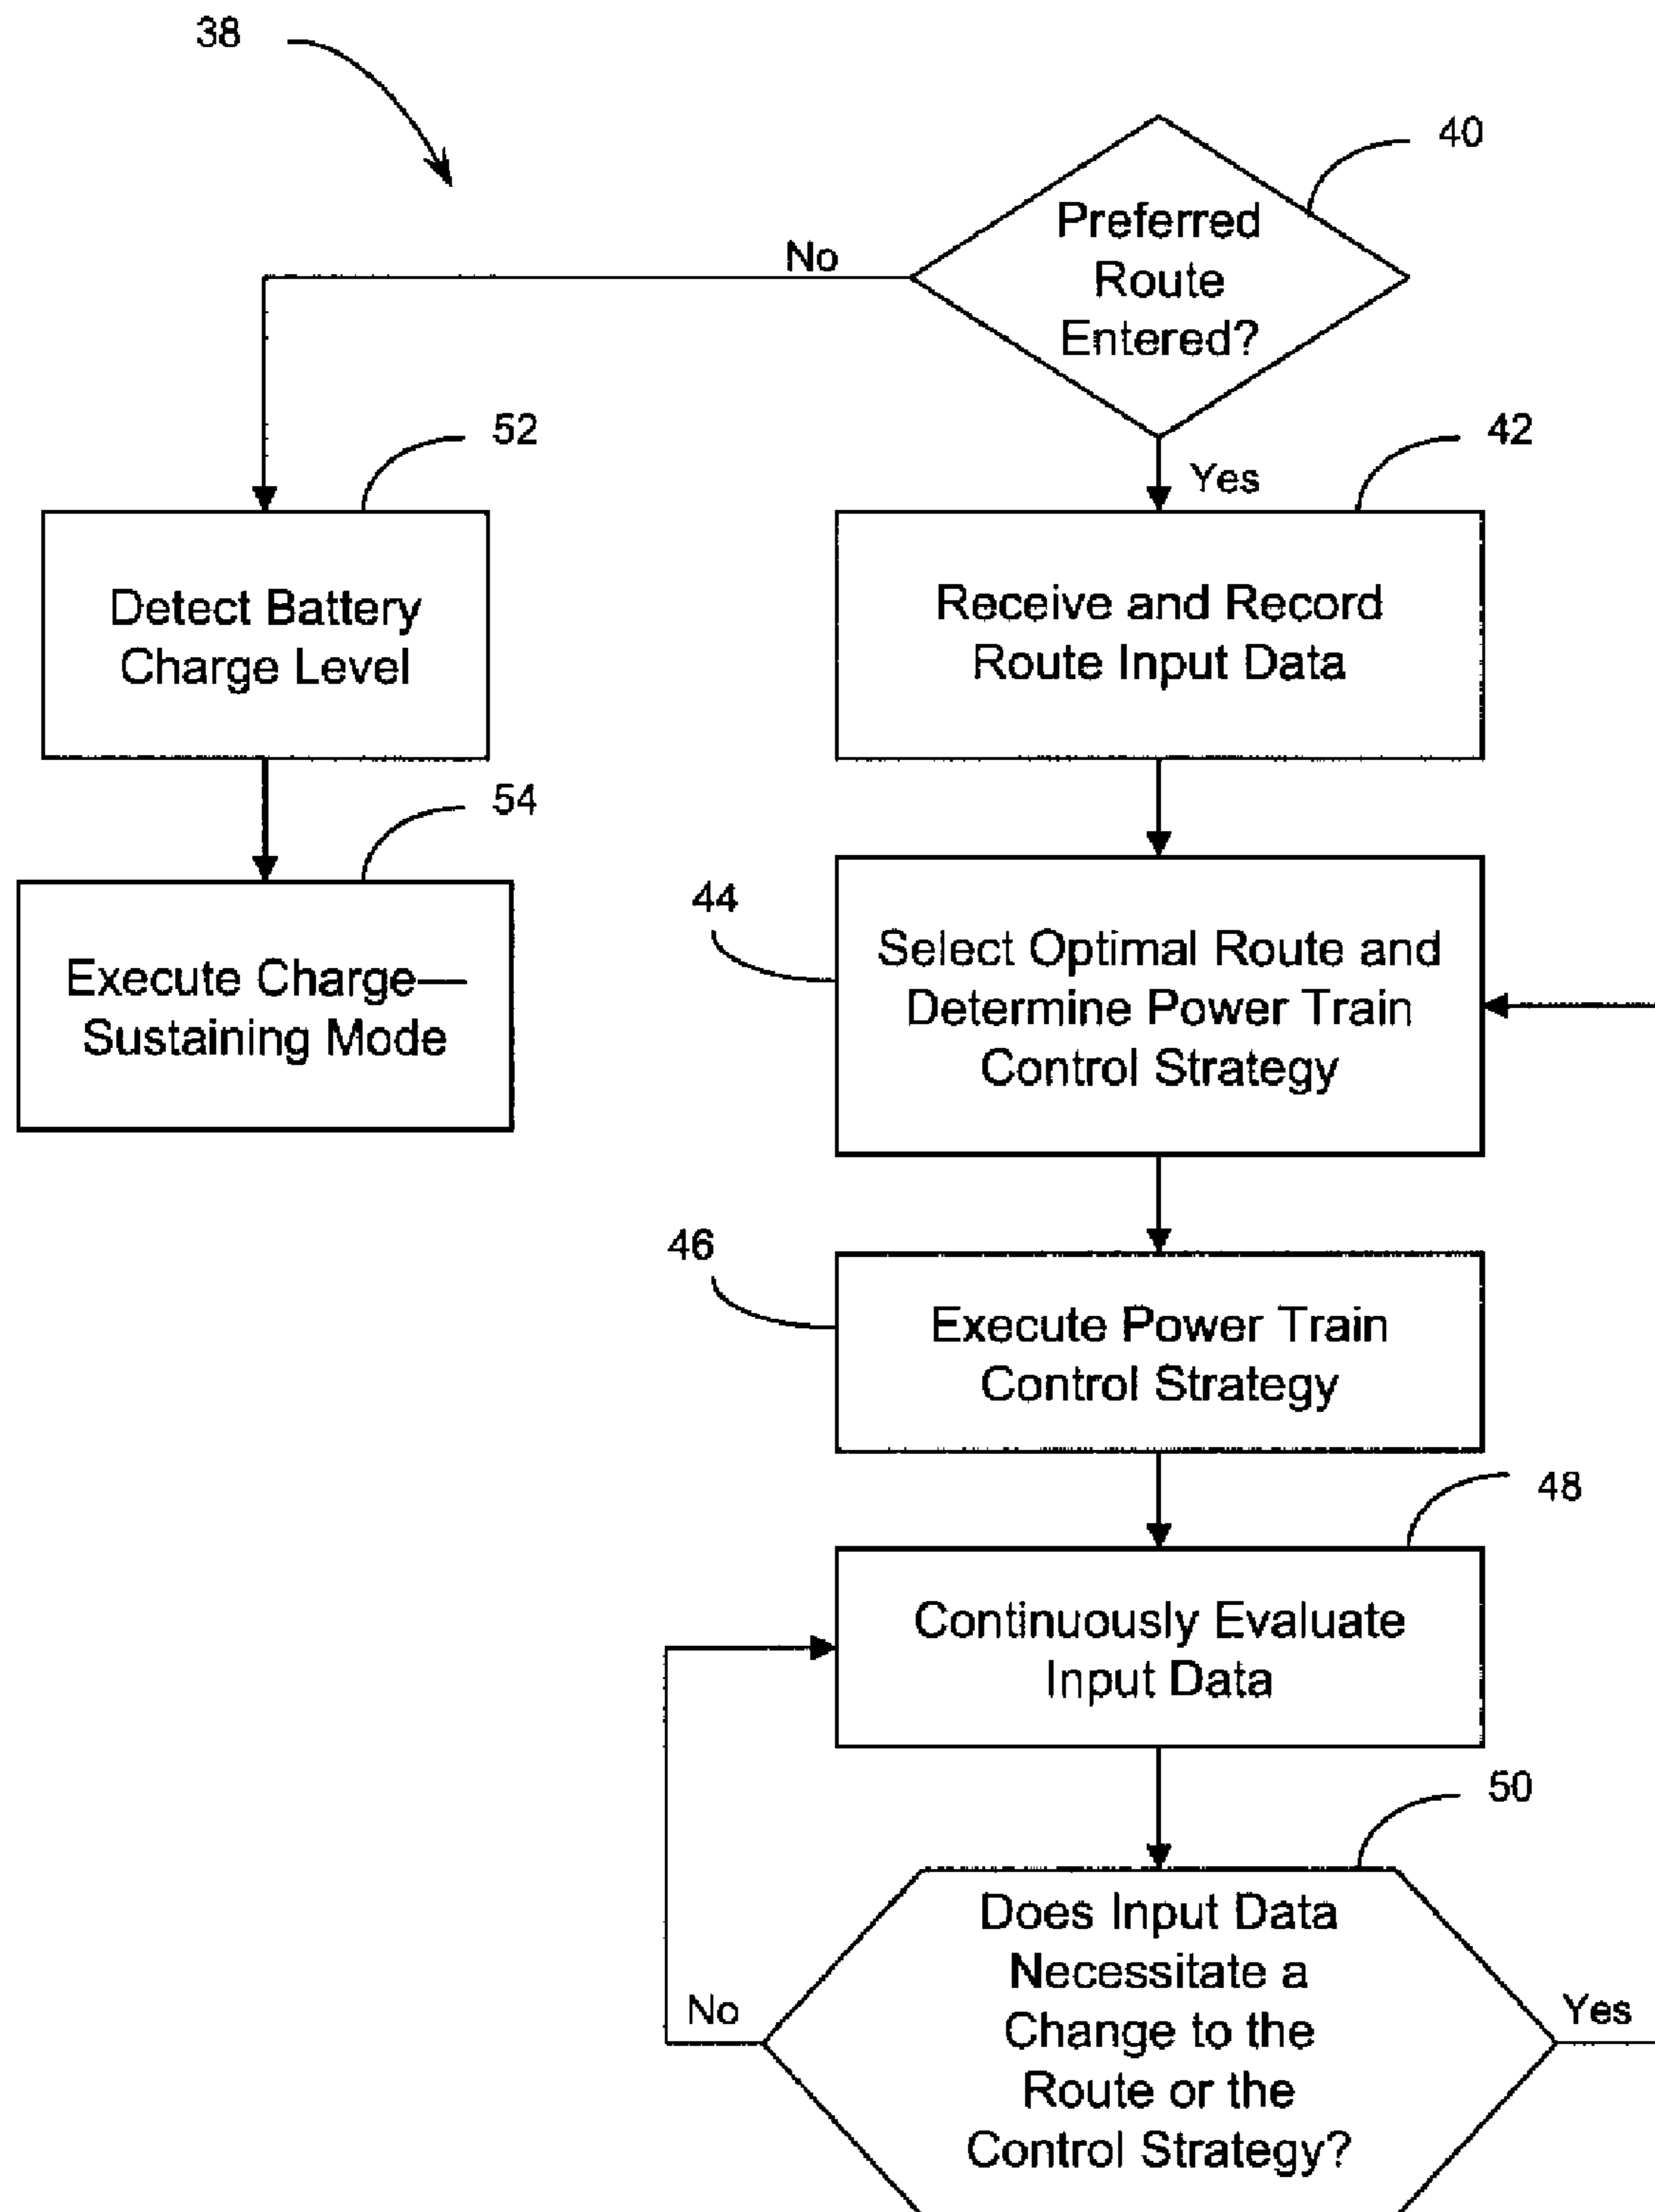 38
40
Preferred
Route
Entered?
No
Yes
52
42
Detect Battery
Charge Level
Receive and Record
Route Input Data
54
44
Execute Charge—
Sustaining Mode
Select Optimal Route and
Determine Power Train
Control Strategy
46
Execute Power Train
Control Strategy
48
Continuously Evaluate
Input Data
50
Does Input Data
Necessitate a
Change to the
Route or the
Control Strategy?
No
Yes